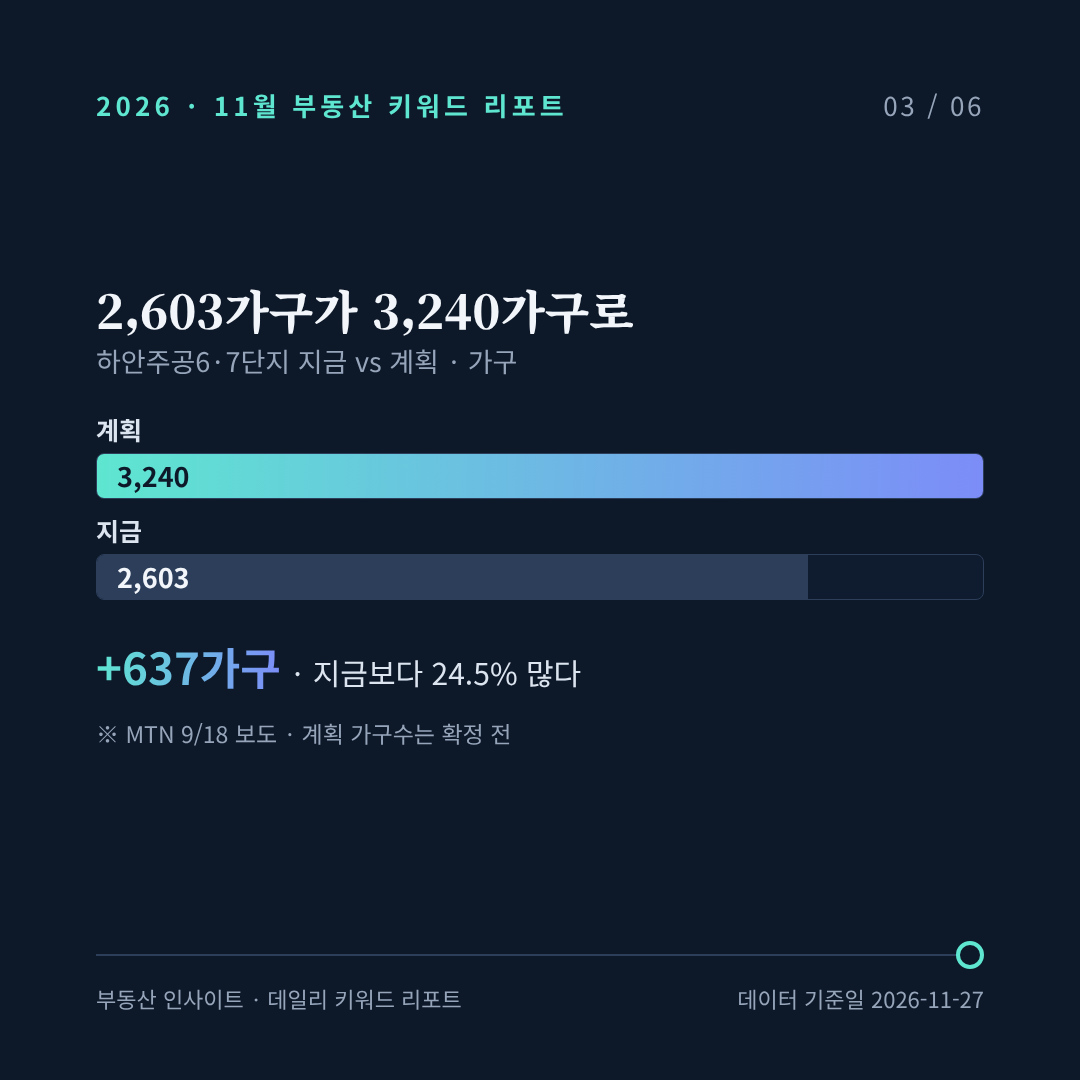 2026 · 11월 부동산 키워드 리포트
03 / 06
2,603가구가 3,240가구로
하안주공6·7단지 지금 vs 계획 · 가구
계획
3,240
지금
2,603
+637가구 · 지금보다 24.5% 많다
※ MTN 9/18 보도 · 계획 가구수는 확정 전
부동산 인사이트 · 데일리 키워드 리포트
데이터 기준일 2026-11-27